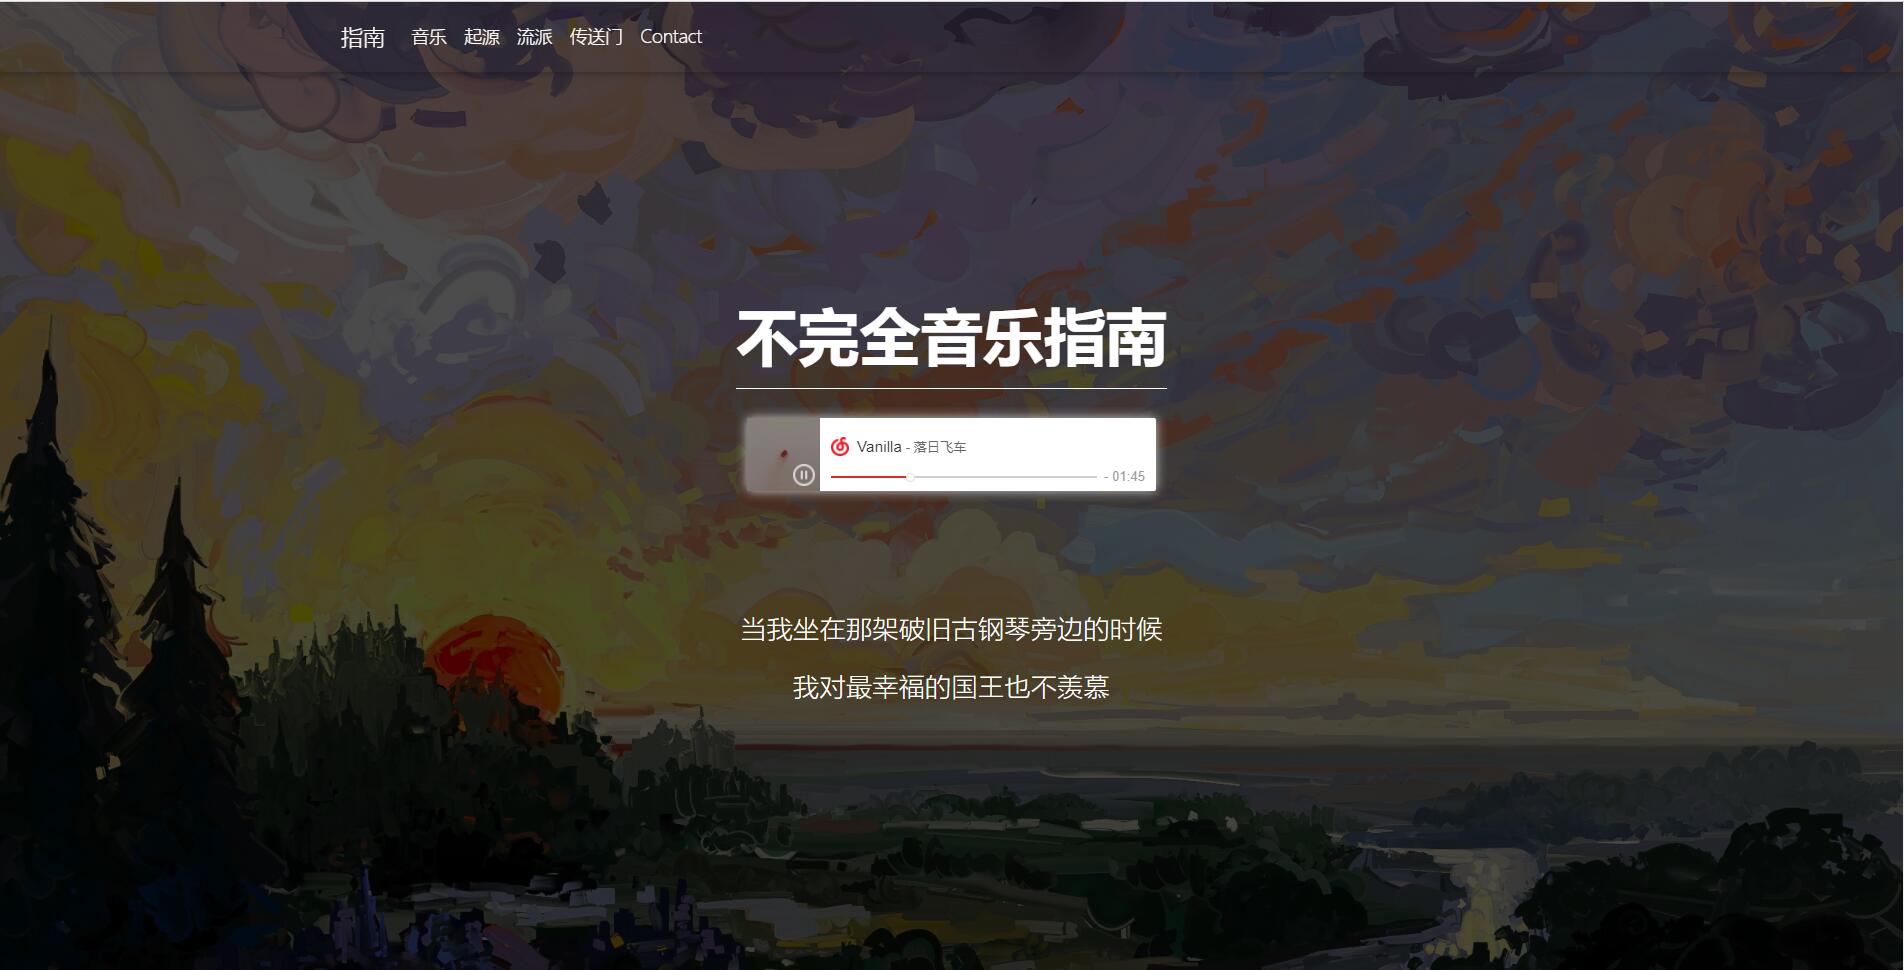 指南 音乐 起源 流派 传送门 Contact
不完全音乐指南
Vanilla - 落日飞车
- 01:45
当我坐在那架破旧古钢琴旁边的时候
我对最幸福的国王也不羡慕